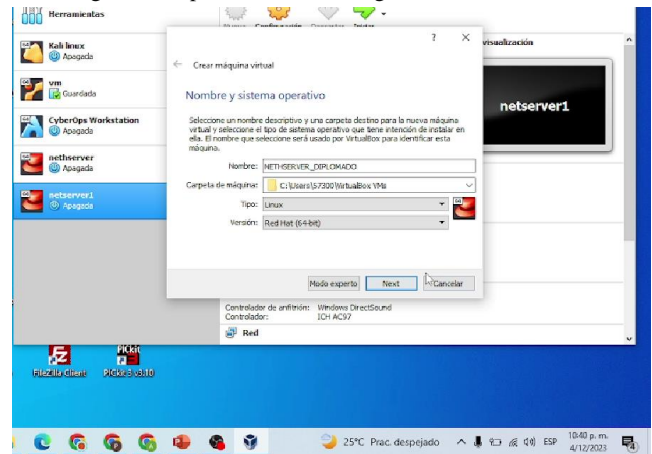 Herramientas
Kali linux
Apagada
vm
Guardada
CyberOps Workstation
Apagada
nethserver
Apagada
netserver1
Apagada
visualización
netserver1
? ×
← Crear máquina virtual
Nombre y sistema operativo
Seleccione un nombre descriptivo y una carpeta destino para la nueva máquina
virtual y seleccione el tipo de sistema operativo que tiene intención de instalar en
ella. El nombre que seleccione será usado por VirtualBox para identificar esta
máquina.
Nombre: NETHSERVER_DIPLOMADO
Carpeta de máquina: C:\Users\57300\VirtualBox VMs
Tipo: Linux
Versión: Red Hat (64-bit)
Modo experto Next Cancelar
Controlador de anfitrión: Windows DirectSound
Controlador: ICH AC97
Red
FileZilla Client PICkit 3 v3.10
25°C Prac. despejado ESP 10:40 p. m.
4/12/2023